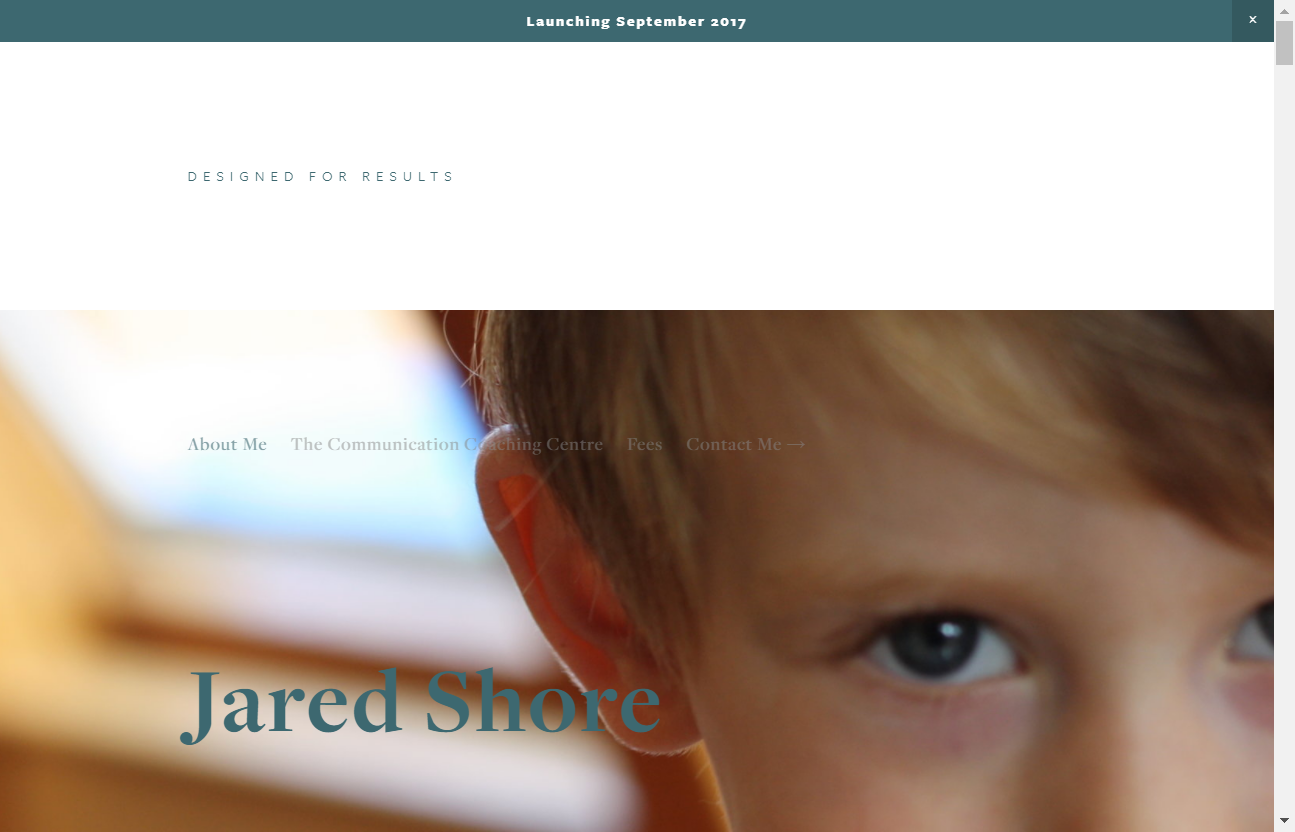 Launching September 2017
x
DESIGNED FOR RESULTS
About Me The Communication Coaching Centre Fees Contact Me →
Jared Shore